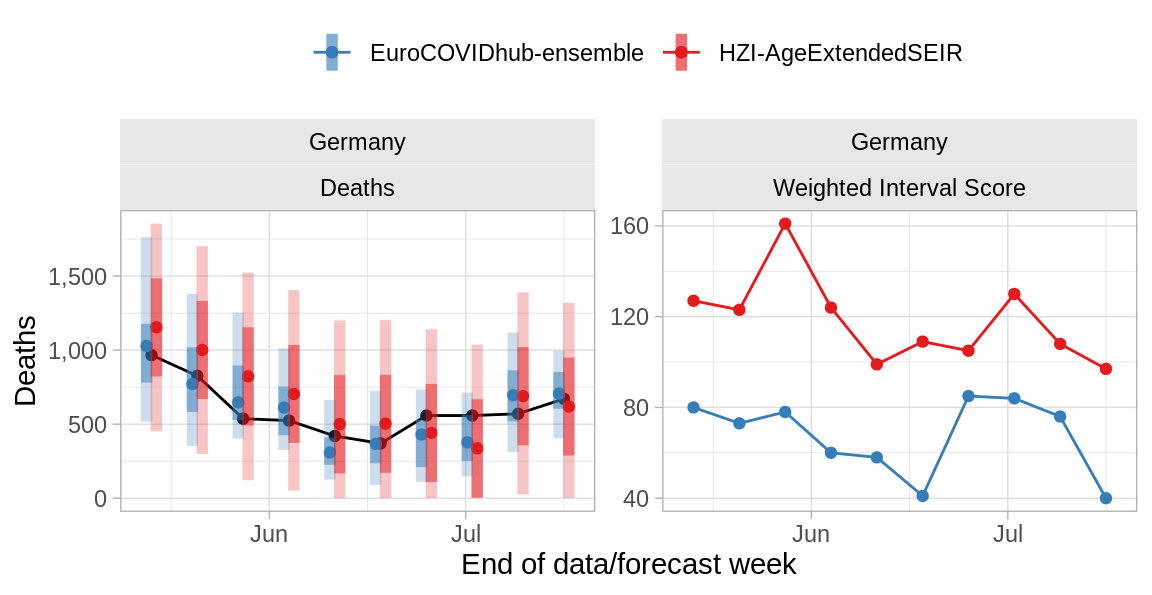 EuroCOVIDhub-ensemble HZI-AgeExtendedSEIR
Germany
Deaths
Deaths
1,500
1,000
500
0
Jun Jul
Germany
Weighted Interval Score
160
120
80
40
Jun Jul
End of data/forecast week